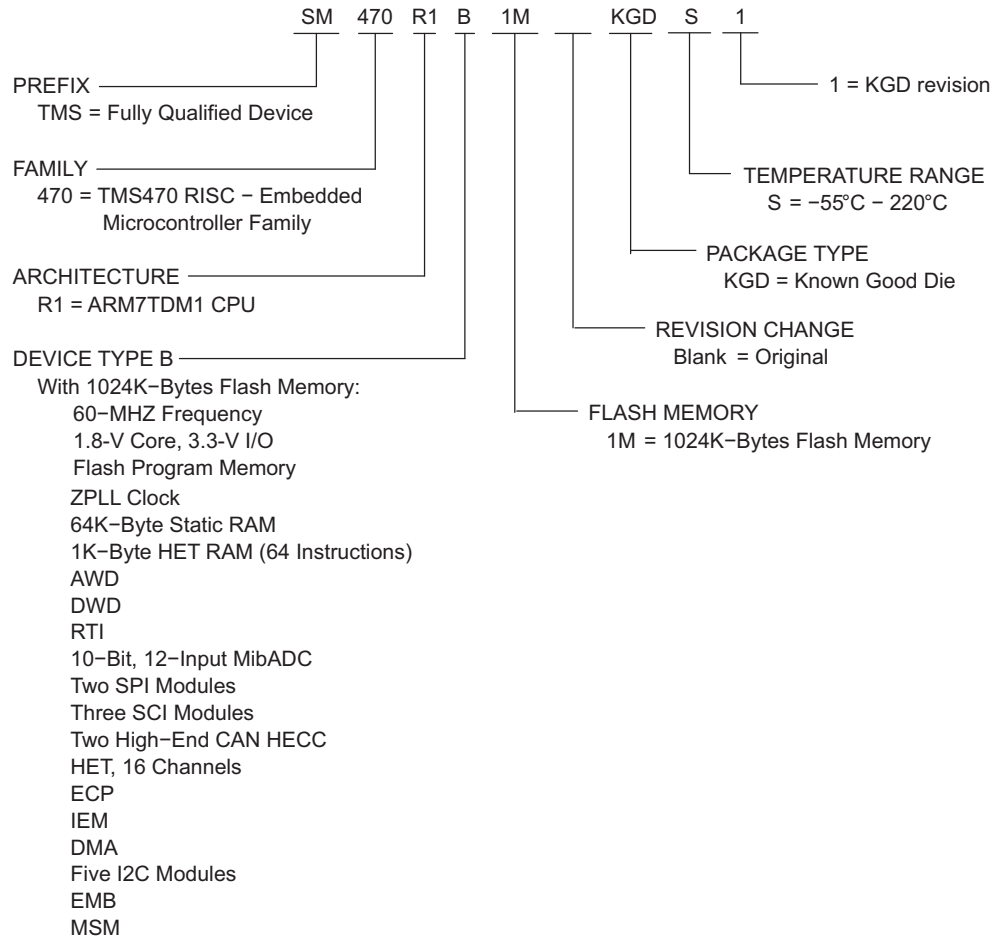 SM 470 R1 B 1M KGD S 1
PREFIX
TMS = Fully Qualified Device
FAMILY
470 = TMS470 RISC − Embedded
Microcontroller Family
ARCHITECTURE
R1 = ARM7TDM1 CPU
DEVICE TYPE B
With 1024K−Bytes Flash Memory:
60−MHZ Frequency
1.8-V Core, 3.3-V I/O
Flash Program Memory
ZPLL Clock
64K−Byte Static RAM
1K−Byte HET RAM (64 Instructions)
AWD
DWD
RTI
10−Bit, 12−Input MibADC
Two SPI Modules
Three SCI Modules
Two High−End CAN HECC
HET, 16 Channels
ECP
IEM
DMA
Five I2C Modules
EMB
MSM
1 = KGD revision
TEMPERATURE RANGE
S = −55°C − 220°C
PACKAGE TYPE
KGD = Known Good Die
REVISION CHANGE
Blank = Original
FLASH MEMORY
1M = 1024K−Bytes Flash Memory